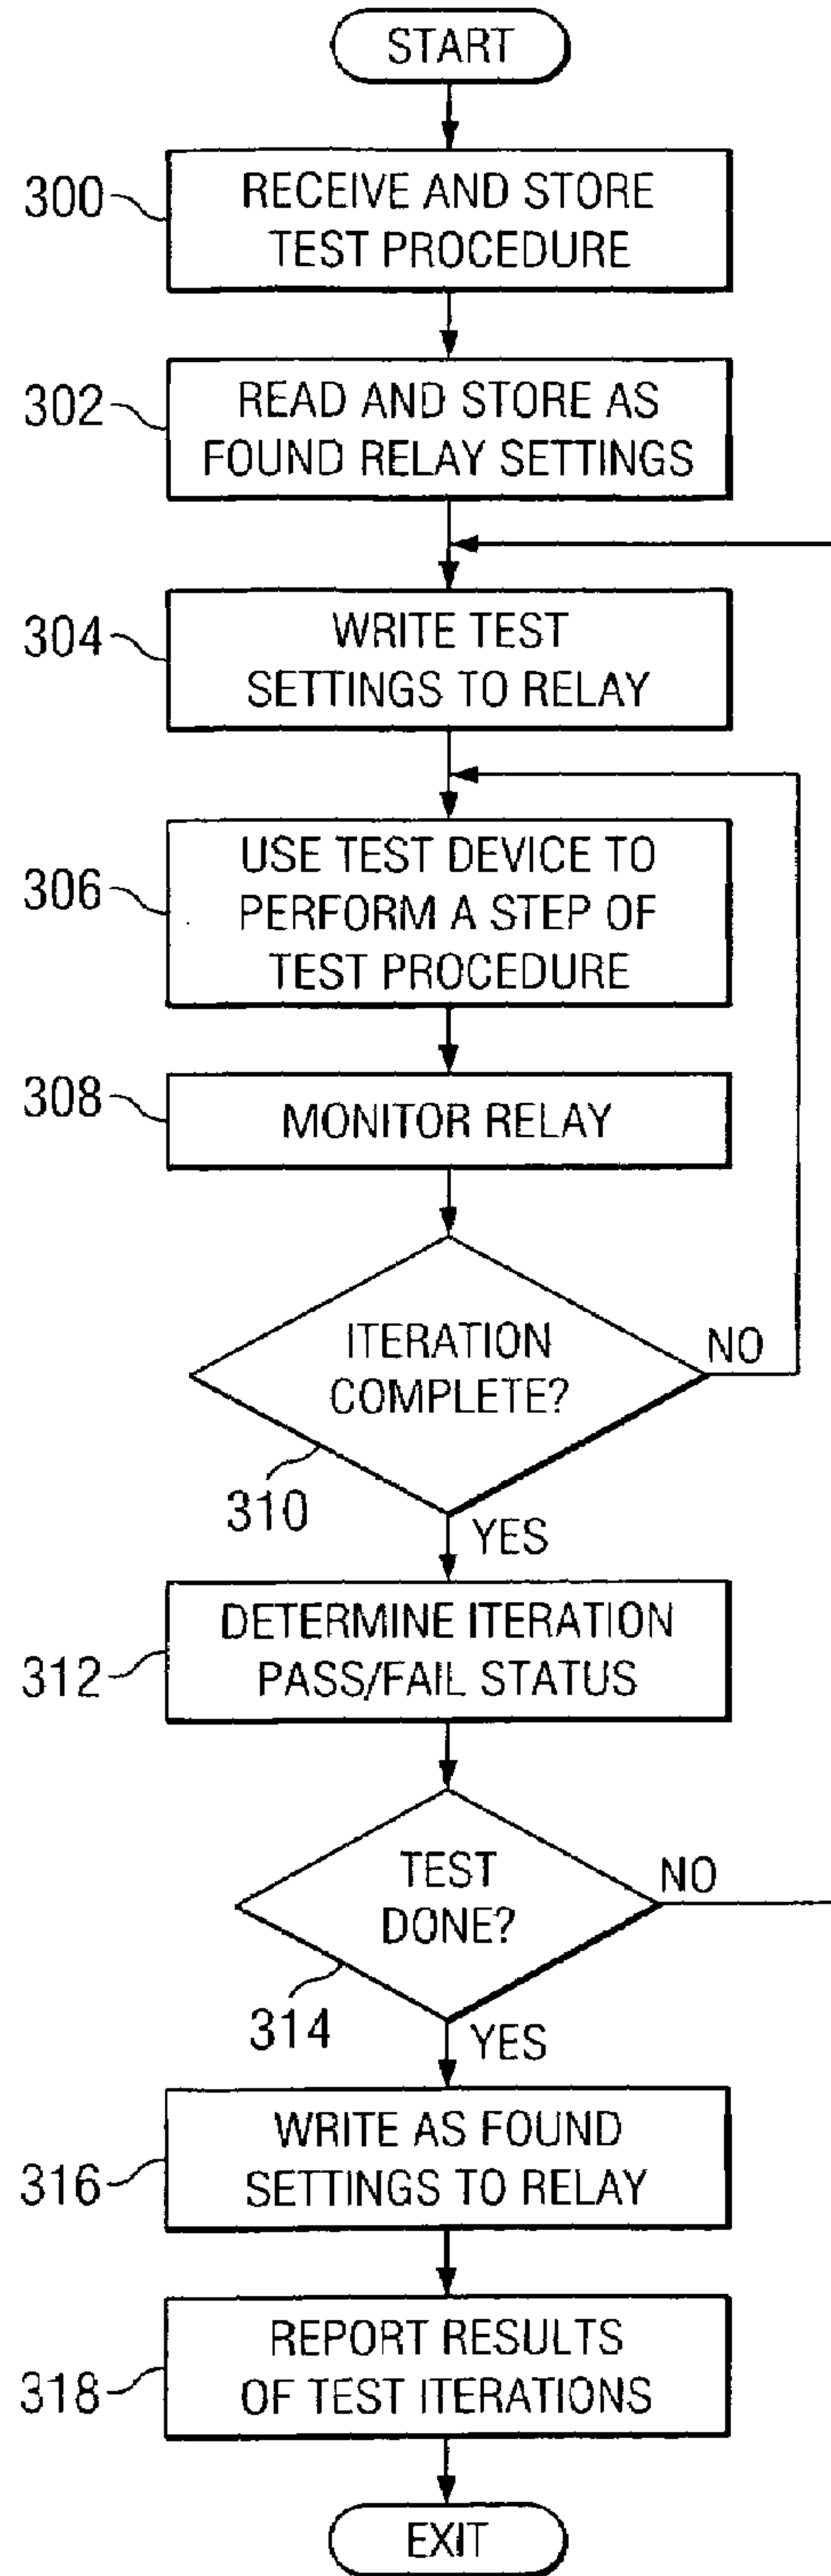 START
300
RECEIVE AND STORE
TEST PROCEDURE
302
READ AND STORE AS
FOUND RELAY SETTINGS
304
WRITE TEST
SETTINGS TO RELAY
306
USE TEST DEVICE TO
PERFORM A STEP OF
TEST PROCEDURE
308
MONITOR RELAY
ITERATION
COMPLETE?
NO
310
YES
312
DETERMINE ITERATION
PASS/FAIL STATUS
TEST
DONE?
NO
314
YES
316
WRITE AS FOUND
SETTINGS TO RELAY
318
REPORT RESULTS
OF TEST ITERATIONS
EXIT